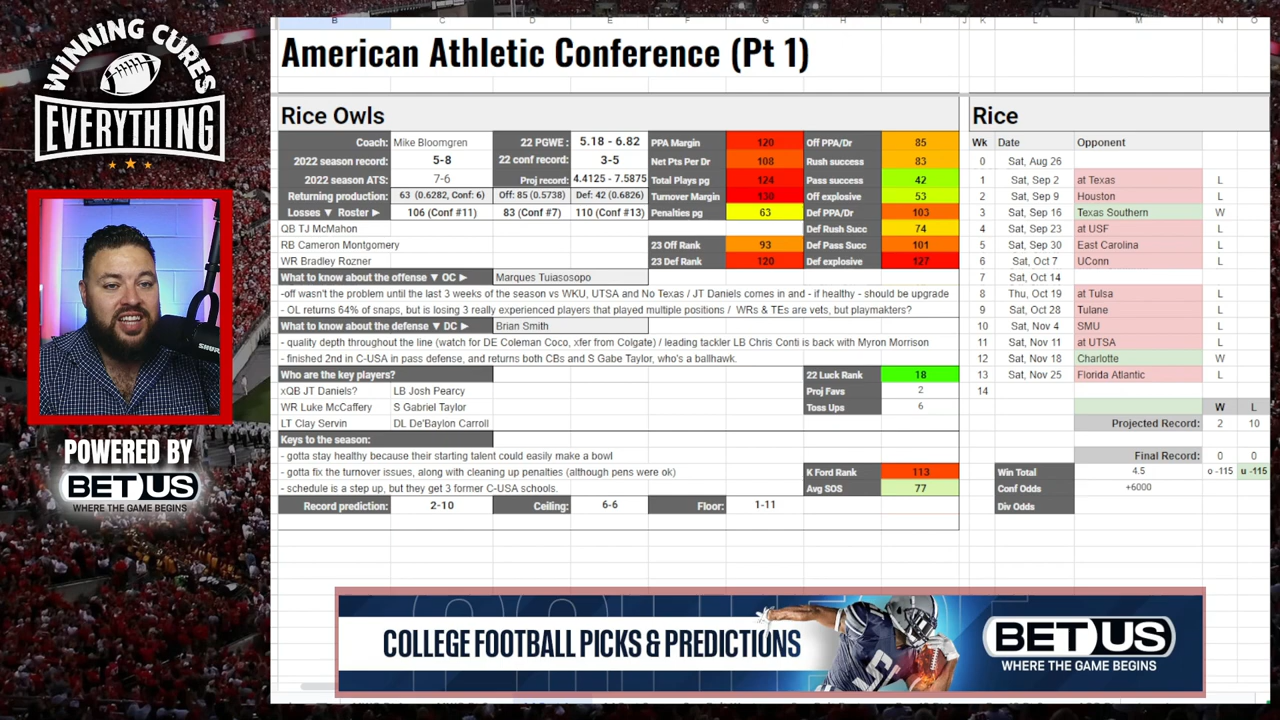 WINNING CURES
EVERYTHING
POWERED BY
BETUS
WHERE THE GAME BEGINS
B C D E F G H I J K L M N O
American Athletic Conference (Pt 1)
Rice Owls
Coach: Mike Bloomgren 22 PGWE : 5.18 - 6.82 PPA Margin 120 Off PPA/Dr 85
2022 season record: 5-8 22 conf record: 3-5 Net Pts Per Dr 108 Rush success 83
2022 season ATS: 7-6 Proj record: 4.4125 - 7.5875 Total Plays pg 124 Pass success 42
Returning production: 63 (0.6282, Conf: 6) Off: 85 (0.5738) Def: 42 (0.6826) Turnover Margin 130 Off explosive 53
Losses ▼ Roster ► 106 (Conf #11) 83 (Conf #7) 110 (Conf #13) Penalties pg 63 Def PPA/Dr 103
QB TJ McMahon Def Rush Succ 74
RB Cameron Montgomery 23 Off Rank 93 Def Pass Succ 101
WR Bradley Rozner 23 Def Rank 120 Def explosive 127
What to know about the offense ▼ OC ► Marques Tuiasosopo
-off wasn't the problem until the last 3 weeks of the season vs WKU, UTSA and No Texas / JT Daniels comes in and - if healthy - should be upgrade
- OL returns 64% of snaps, but is losing 3 really experienced players that played multiple positions / WRs & TEs are vets, but playmakers?
What to know about the defense ▼ DC ► Brian Smith
- quality depth throughout the line (watch for DE Coleman Coco, xfer from Colgate) / leading tackler LB Chris Conti is back with Myron Morrison
- finished 2nd in C-USA in pass defense, and returns both CBs and S Gabe Taylor, who's a ballhawk.
Who are the key players? 22 Luck Rank 18
xQB JT Daniels? LB Josh Pearcy Proj Favs 2
WR Luke McCaffery S Gabriel Taylor Toss Ups 6
LT Clay Servin DL De'Baylon Carroll
Keys to the season:
- gotta stay healthy because their starting talent could easily make a bowl
- gotta fix the turnover issues, along with cleaning up penalties (although pens were ok) K Ford Rank 113
- schedule is a step up, but they get 3 former C-USA schools. Avg SOS 77
Record prediction: 2-10 Ceiling: 6-6 Floor: 1-11
Rice
Wk Date Opponent
0 Sat, Aug 26
1 Sat, Sep 2 at Texas L
2 Sat, Sep 9 Houston L
3 Sat, Sep 16 Texas Southern W
4 Sat, Sep 23 at USF L
5 Sat, Sep 30 East Carolina L
6 Sat, Oct 7 UConn L
7 Sat, Oct 14
8 Thu, Oct 19 at Tulsa L
9 Sat, Oct 28 Tulane L
10 Sat, Nov 4 SMU L
11 Sat, Nov 11 at UTSA L
12 Sat, Nov 18 Charlotte W
13 Sat, Nov 25 Florida Atlantic L
14
W L
Projected Record: 2 10
Final Record: 0 0
Win Total 4.5 o -115 u -115
Conf Odds +6000
Div Odds
COLLEGE FOOTBALL PICKS & PREDICTIONS
BETUS
WHERE THE GAME BEGINS